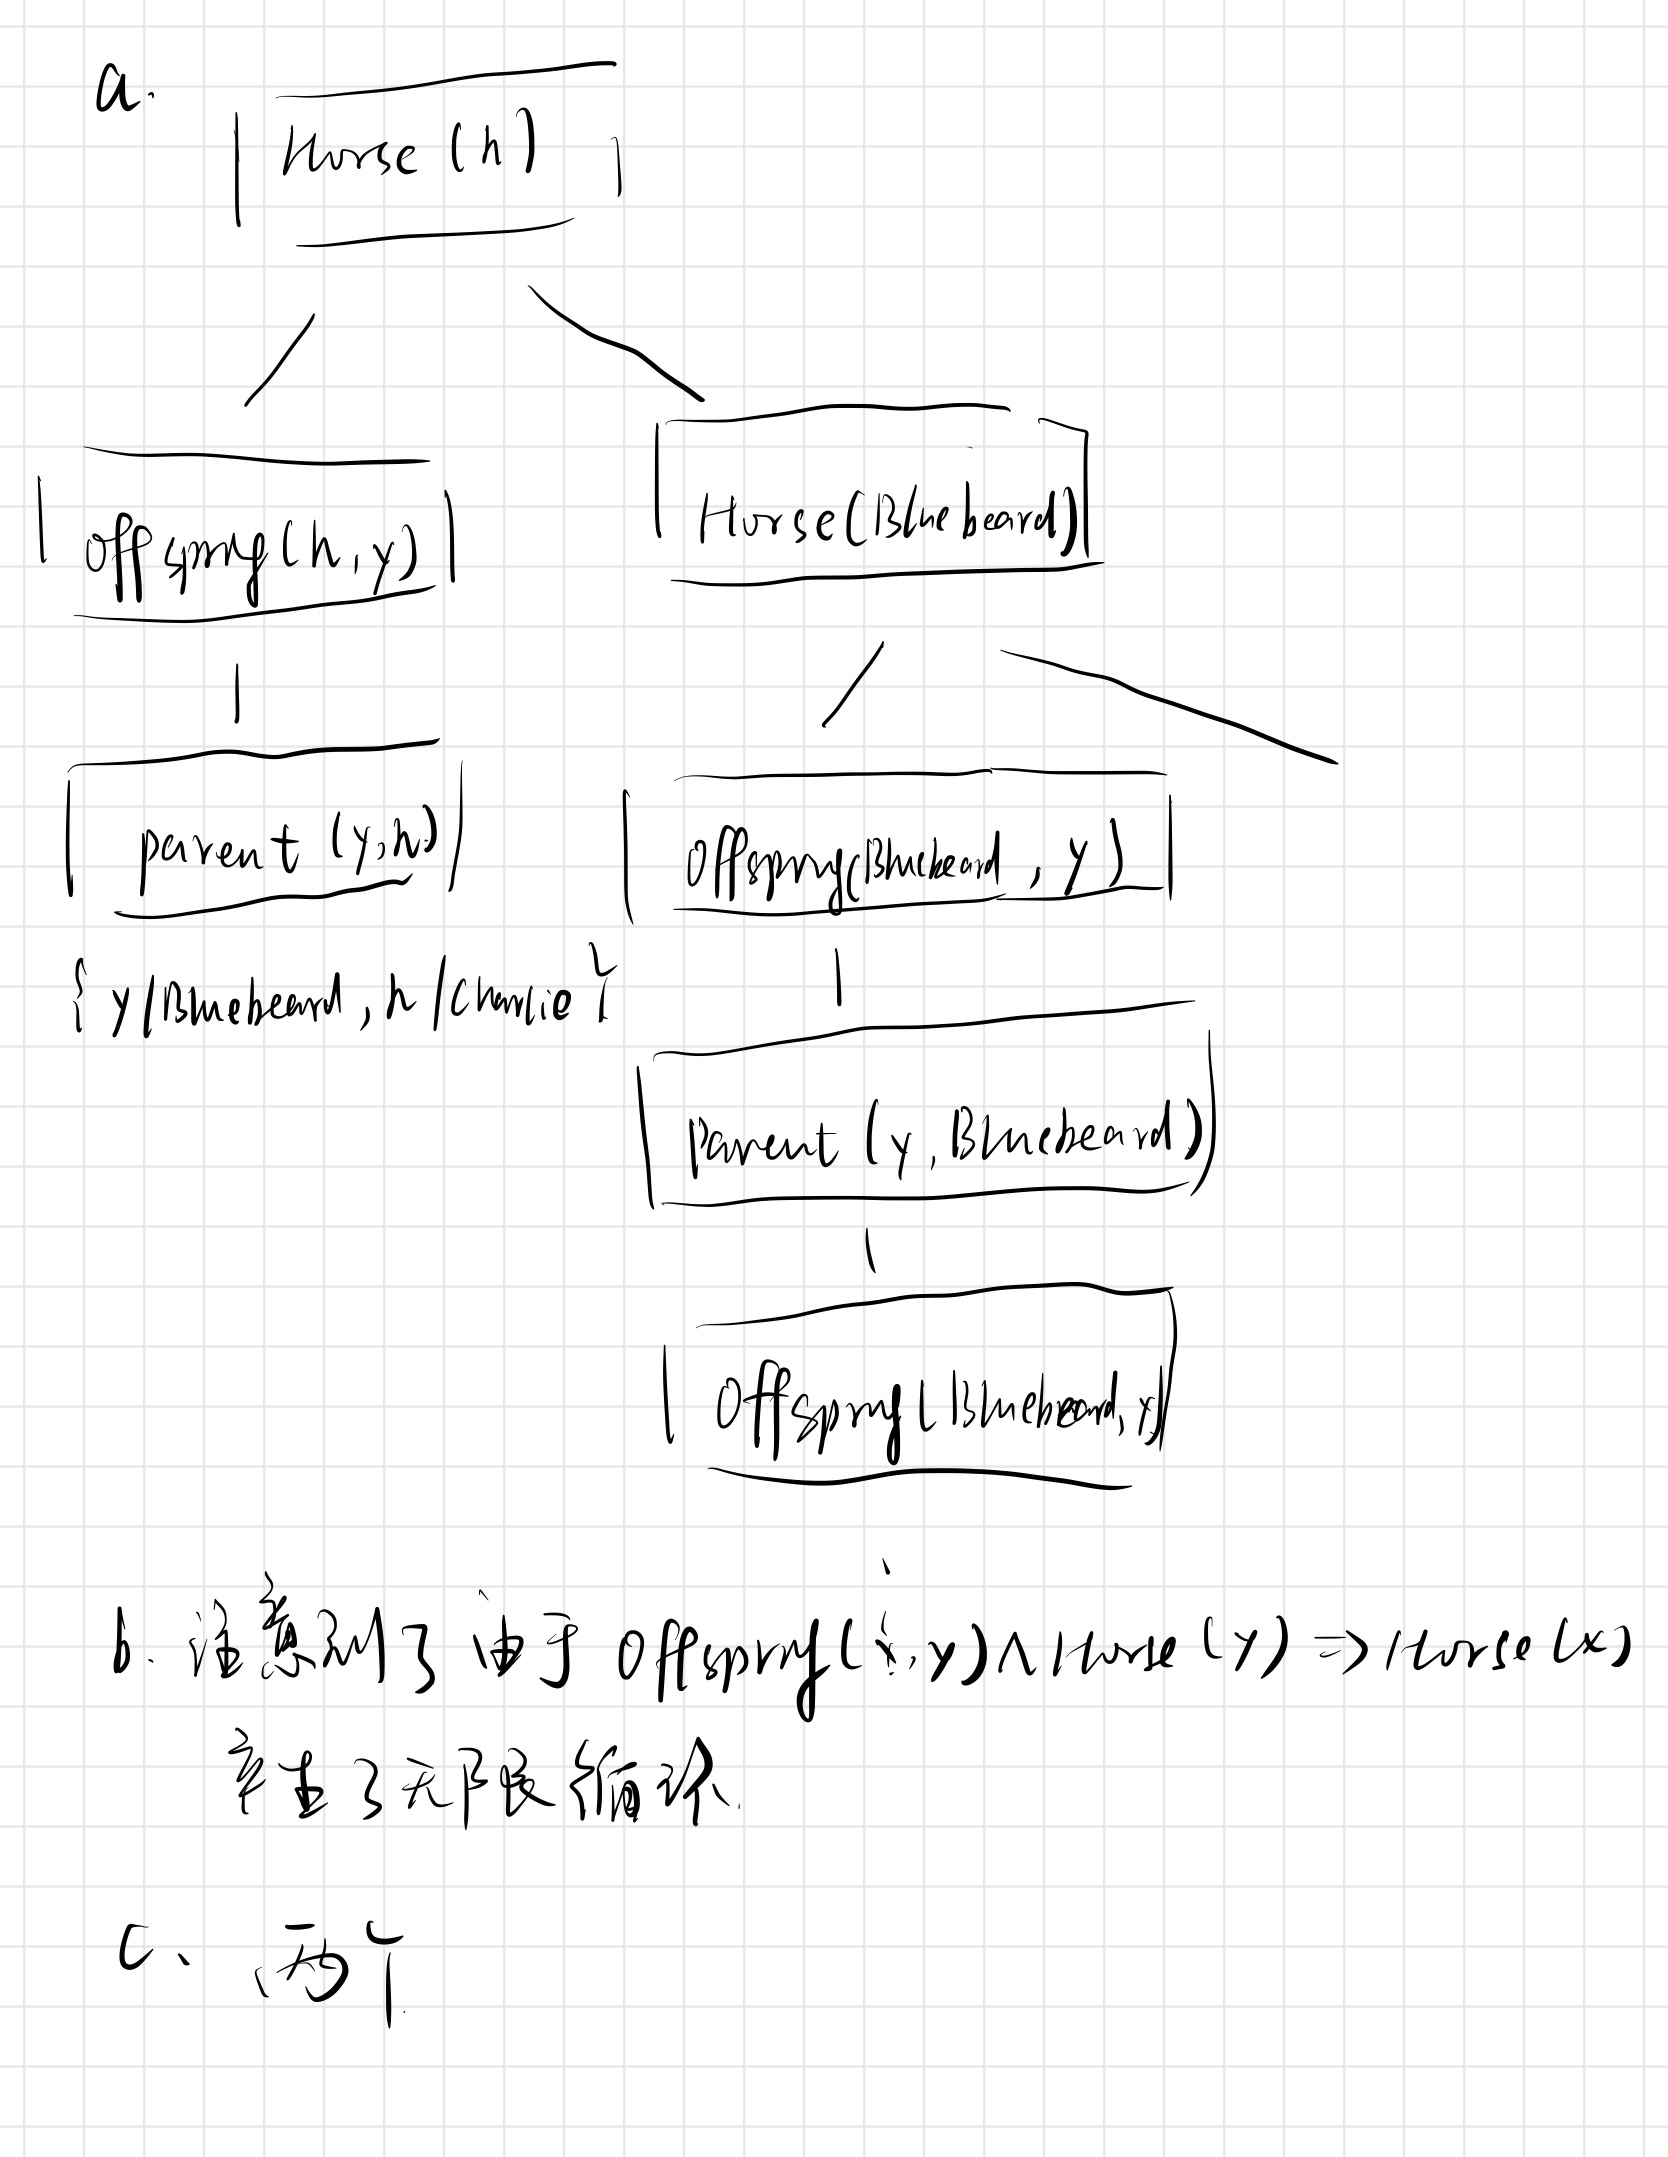 a.
Horse (h)
Offspring(h, y)
Horse(Bluebeard)
parent (y, h)
Offspring(Bluebeard, y)
{ y/Bluebeard, h/Charlie }
parent (y, Bluebeard)
Offspring(Bluebeard, y)
b. 注意到了由于 Offspring(x, y) ∧ Horse (y) => Horse (x)
产生了无限循环.
c、两个